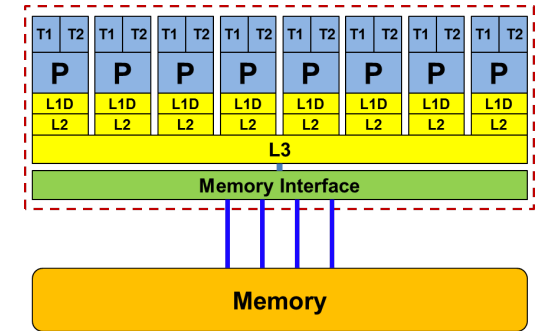 T1 T2 T1 T2 T1 T2 T1 T2 T1 T2 T1 T2 T1 T2 T1 T2
P P P P P P P P
L1D L1D L1D L1D L1D L1D L1D L1D
L2 L2 L2 L2 L2 L2 L2 L2
L3
Memory Interface
Memory